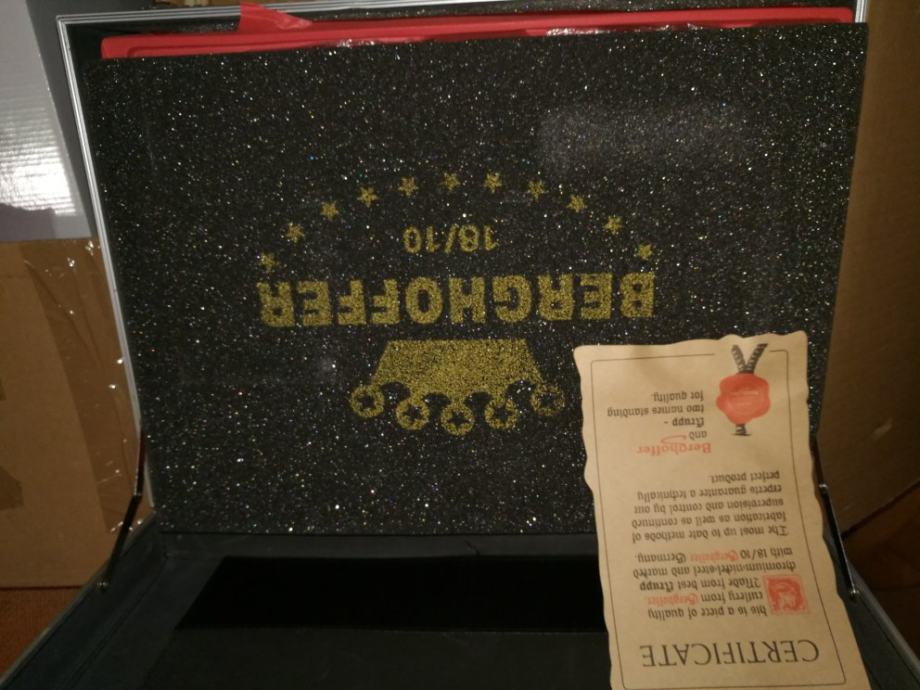 CERTIFICATE
his is a piece of quality
cutlery from Berghoffer.
Made from best Krupp
chromium-nickel-steel and marked
with 18/10 Berghoffer Germany.
The most up to date methods of
fabrication as well as continued
supervision and control by our
experts guarantee a technically
perfect product.
Berghoffer
and
Krupp -
two names standing
for quality.
BERGHOFFER
18/10